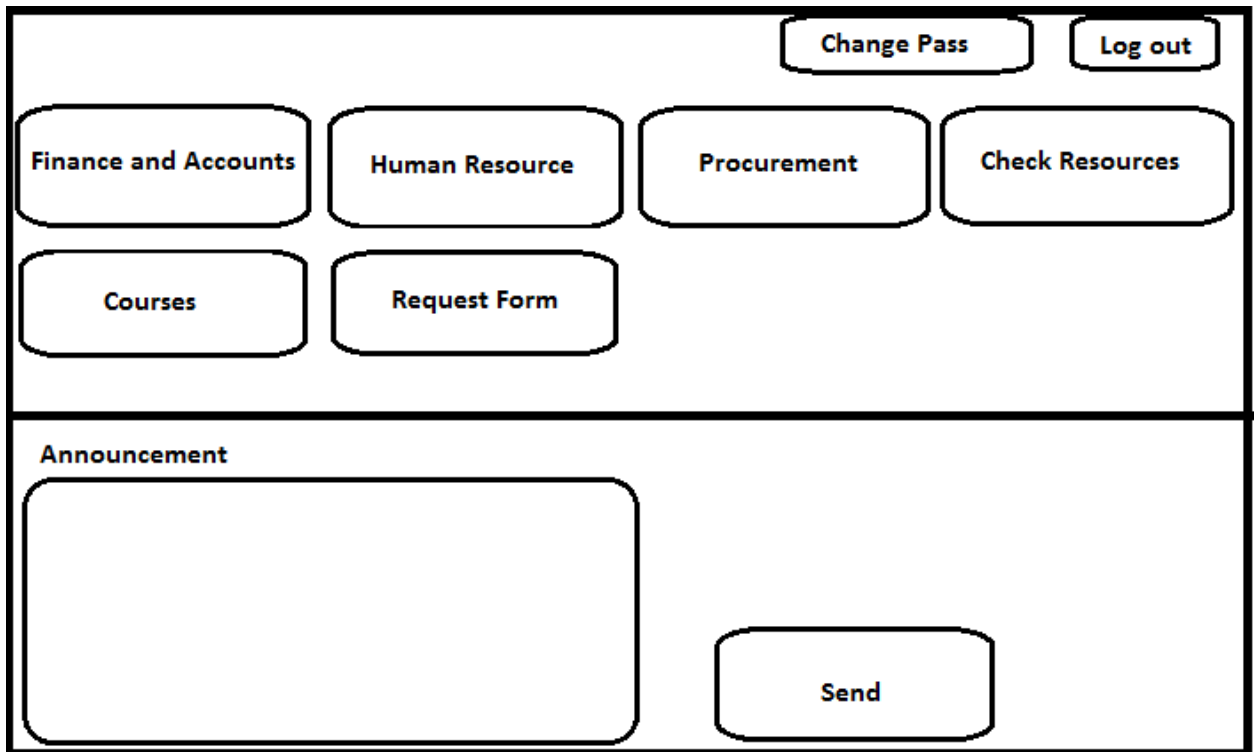 Change Pass
Log out
Finance and Accounts
Human Resource
Procurement
Check Resources
Courses
Request Form
Announcement
Send